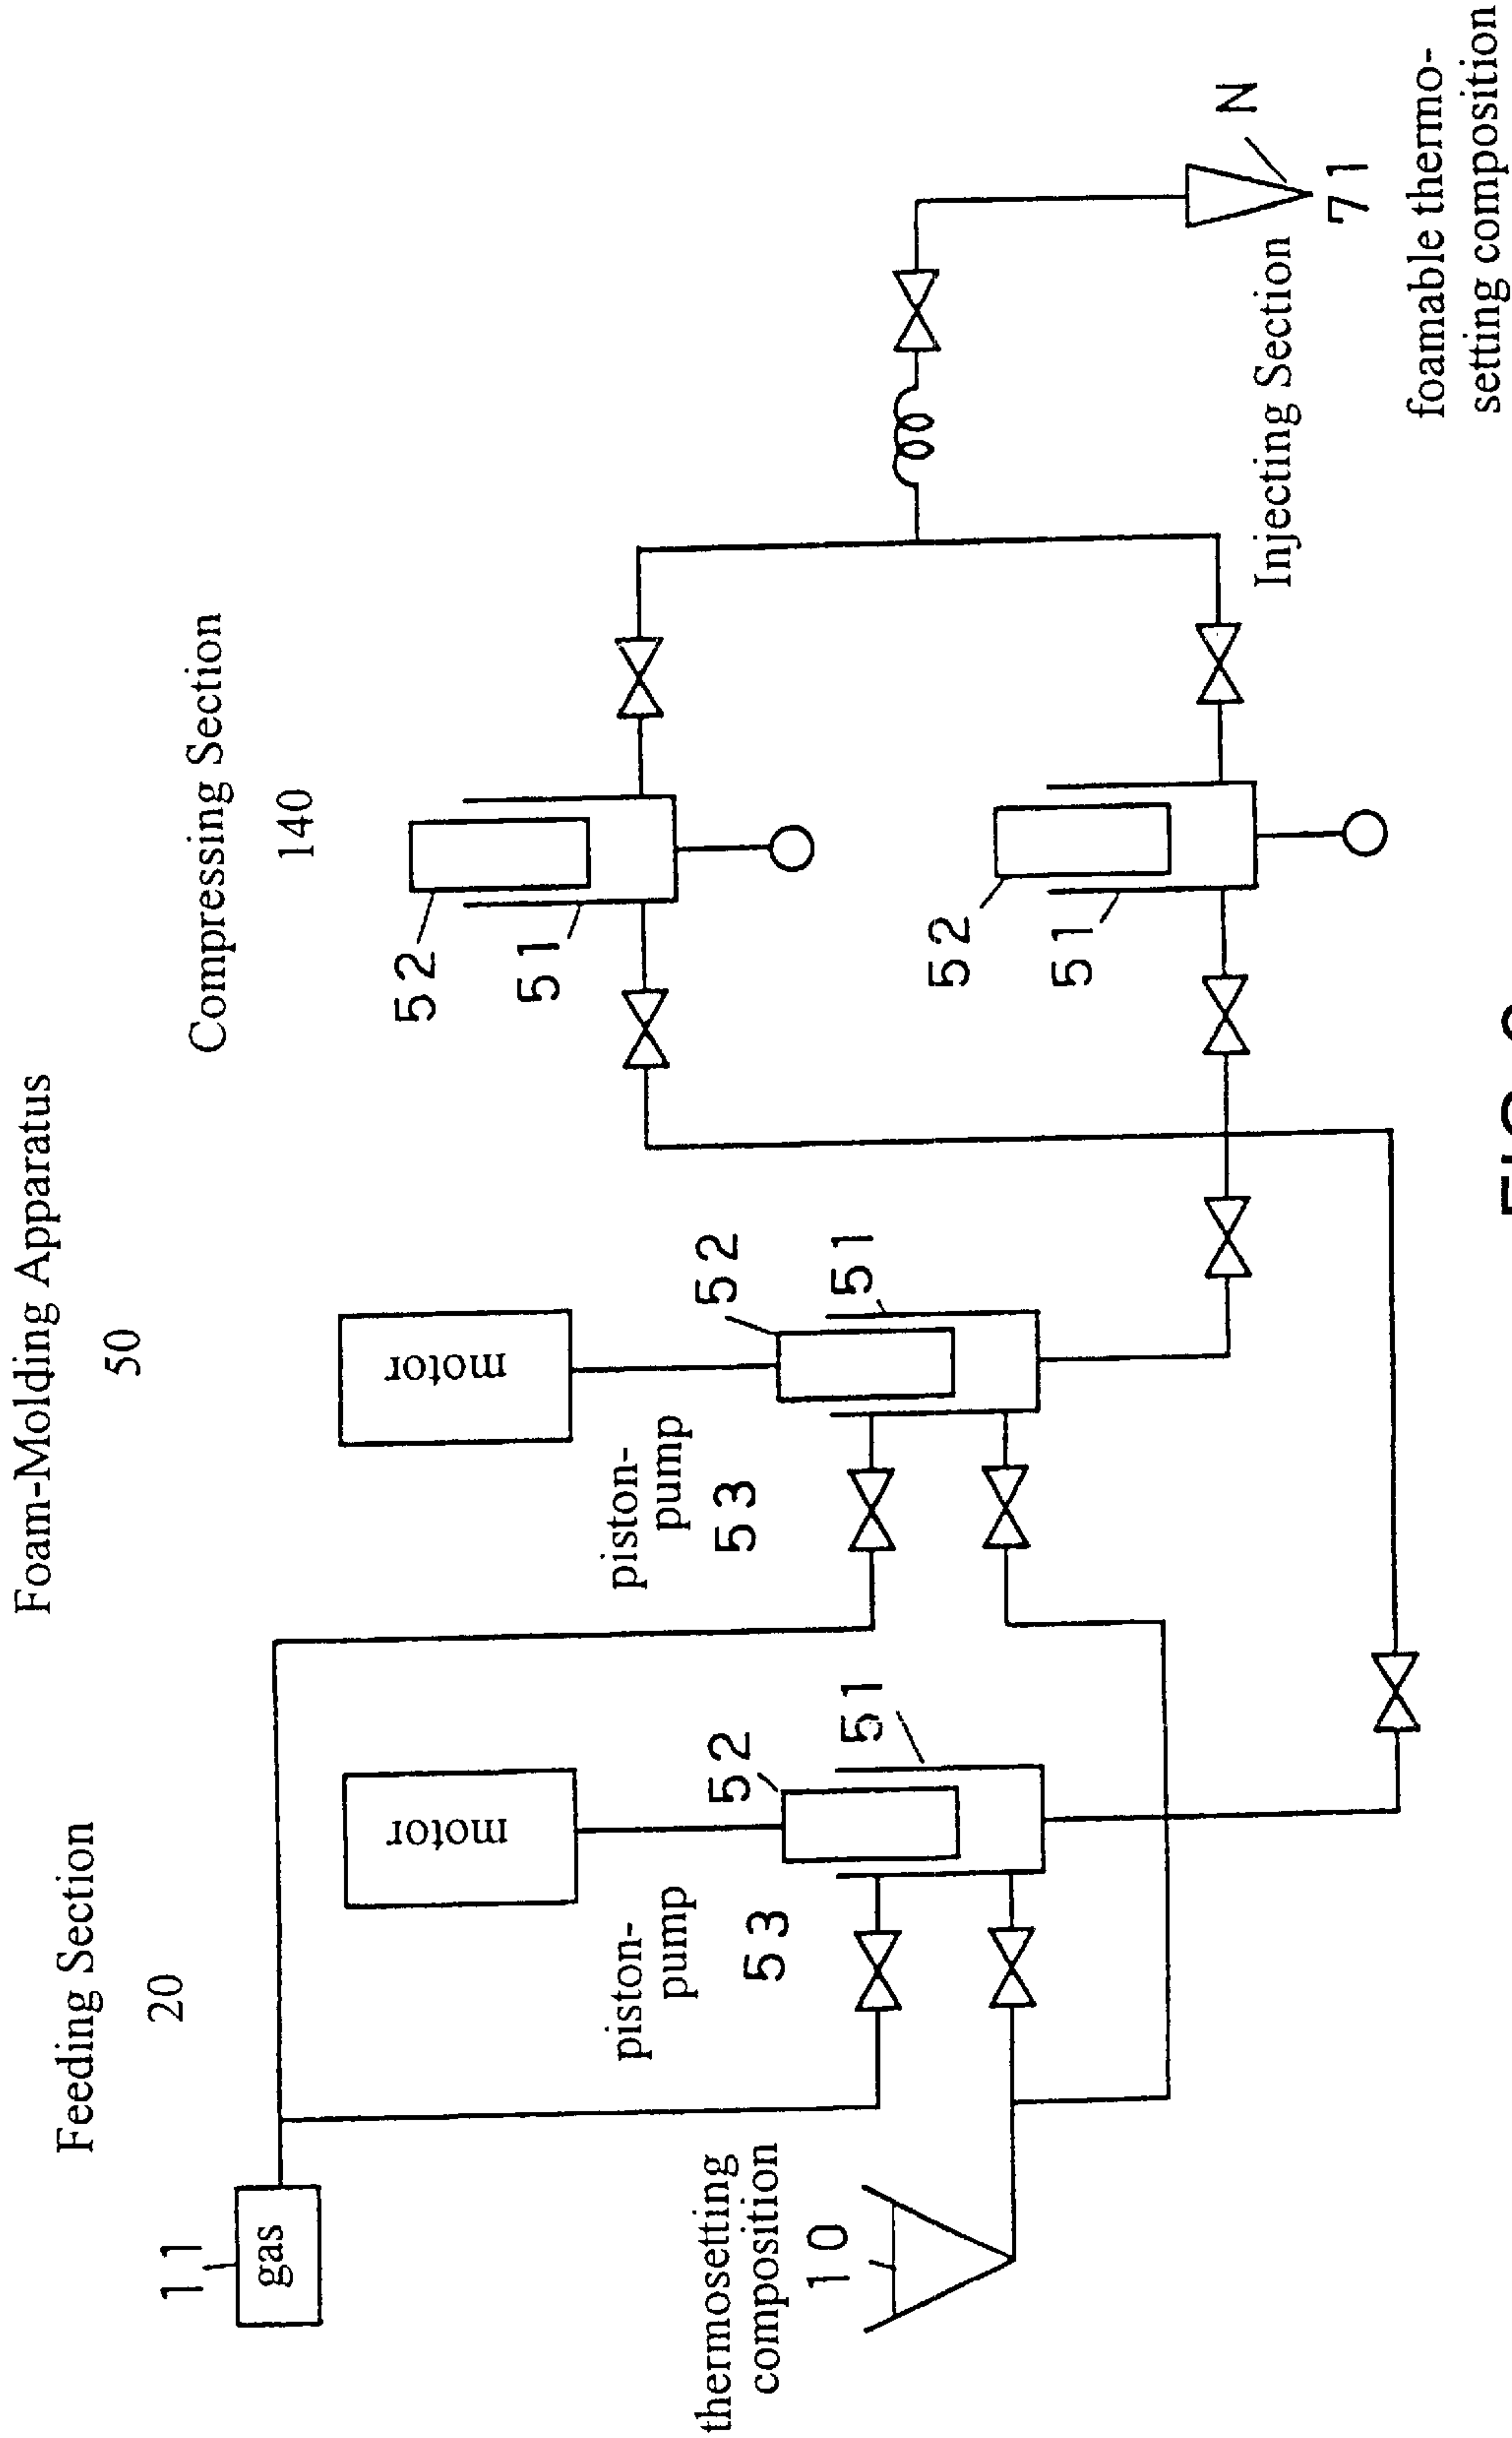 Foam-Molding Apparatus
50
Feeding Section
20
Compressing Section
140
11
gas
motor
motor
piston-
pump
53
52
51
piston-
pump
53
52
51
52
51
52
51
thermosetting
composition
10
Injecting Section
N
71
foamable thermo-
setting composition